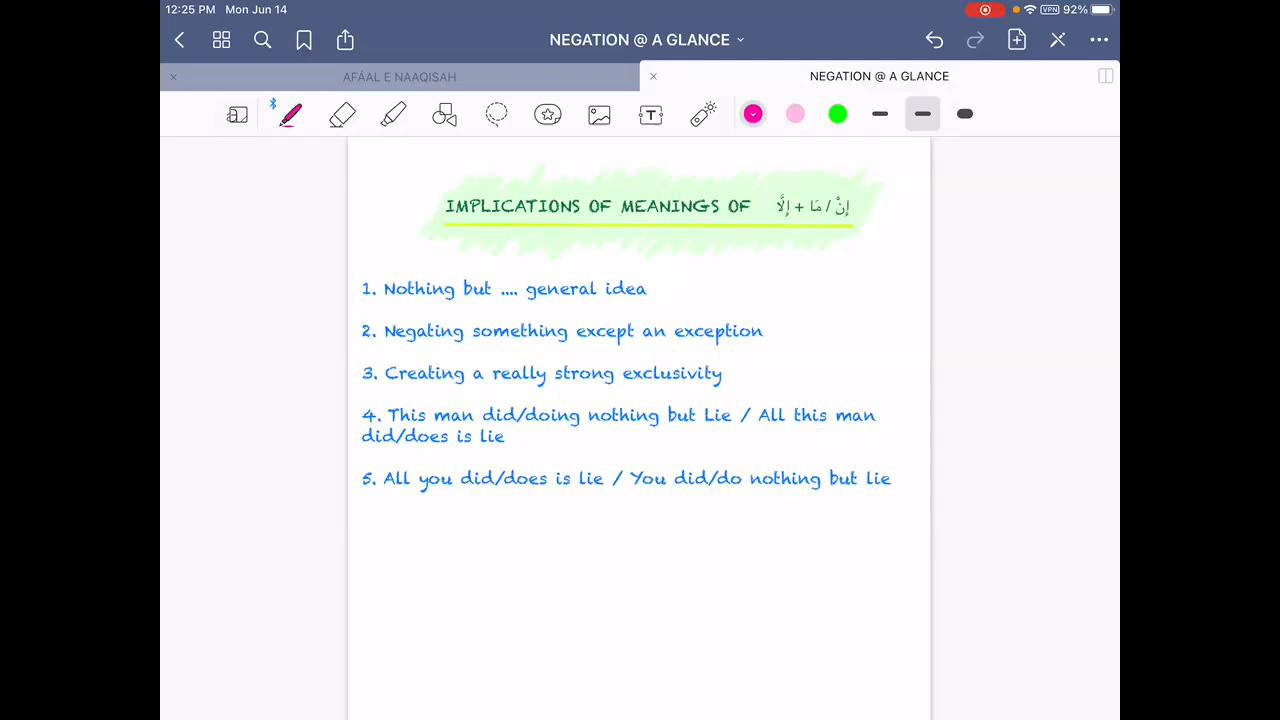 12:25 PM Mon Jun 14
VPN 92%
NEGATION @ A GLANCE
AFÁAL E NAAQISAH
NEGATION @ A GLANCE
IMPLICATIONS OF MEANINGS OF إِنْ / مَا + إِلَّا
1. Nothing but .... general idea
2. Negating something except an exception
3. Creating a really strong exclusivity
4. This man did/doing nothing but Lie / All this man
did/does is lie
5. All you did/does is lie / You did/do nothing but lie